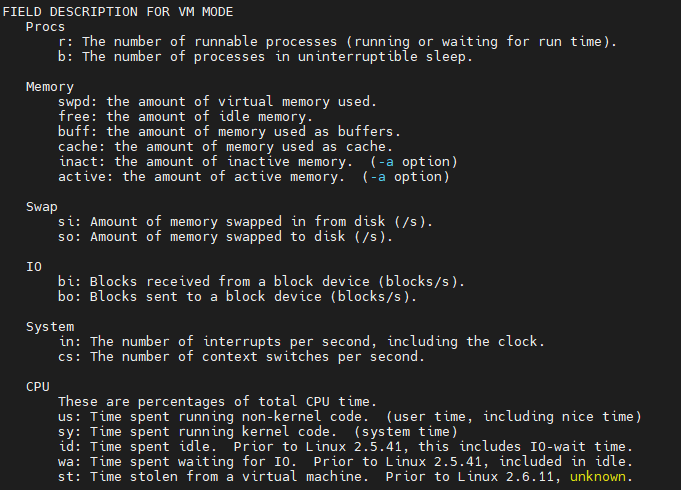 FIELD DESCRIPTION FOR VM MODE
Procs
r: The number of runnable processes (running or waiting for run time).
b: The number of processes in uninterruptible sleep.
Memory
swpd: the amount of virtual memory used.
free: the amount of idle memory.
buff: the amount of memory used as buffers.
cache: the amount of memory used as cache.
inact: the amount of inactive memory.  (-a option)
active: the amount of active memory.  (-a option)
Swap
si: Amount of memory swapped in from disk (/s).
so: Amount of memory swapped to disk (/s).
IO
bi: Blocks received from a block device (blocks/s).
bo: Blocks sent to a block device (blocks/s).
System
in: The number of interrupts per second, including the clock.
cs: The number of context switches per second.
CPU
These are percentages of total CPU time.
us: Time spent running non-kernel code.  (user time, including nice time)
sy: Time spent running kernel code.  (system time)
id: Time spent idle.  Prior to Linux 2.5.41, this includes IO-wait time.
wa: Time spent waiting for IO.  Prior to Linux 2.5.41, included in idle.
st: Time stolen from a virtual machine.  Prior to Linux 2.6.11, unknown.